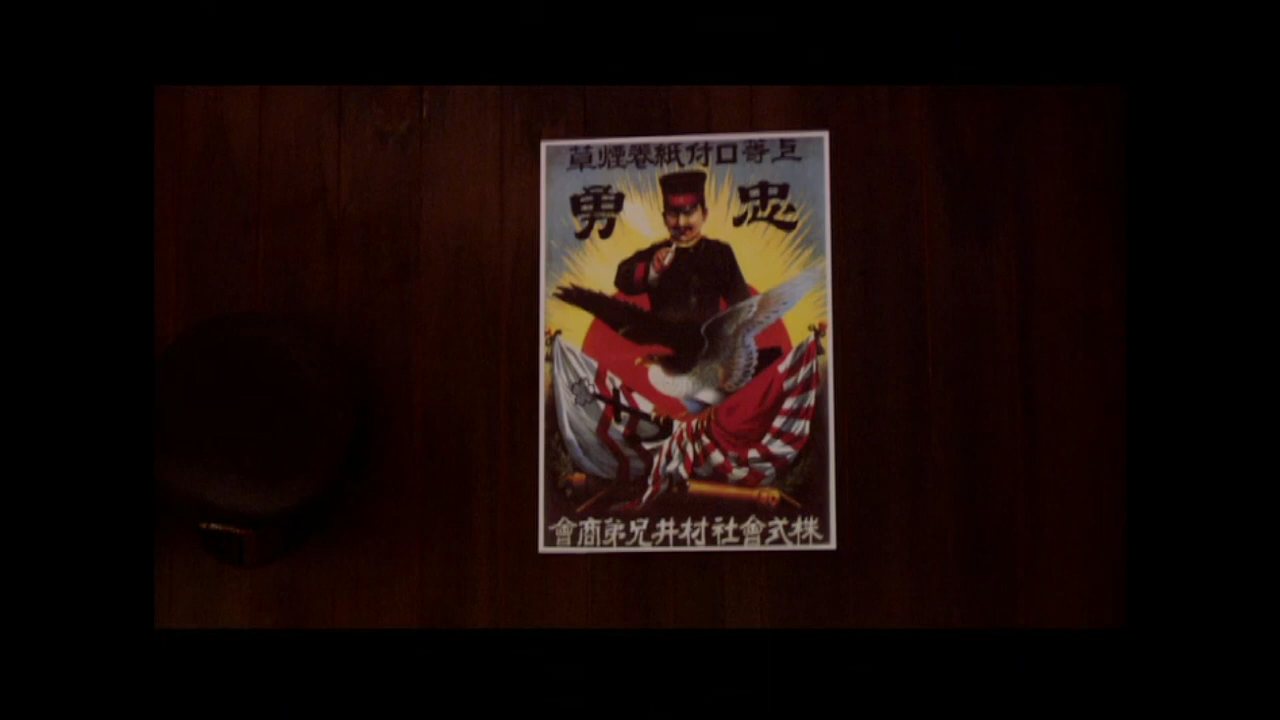 上等口付紙卷煙草
忠勇
株式會社村井兄弟商會